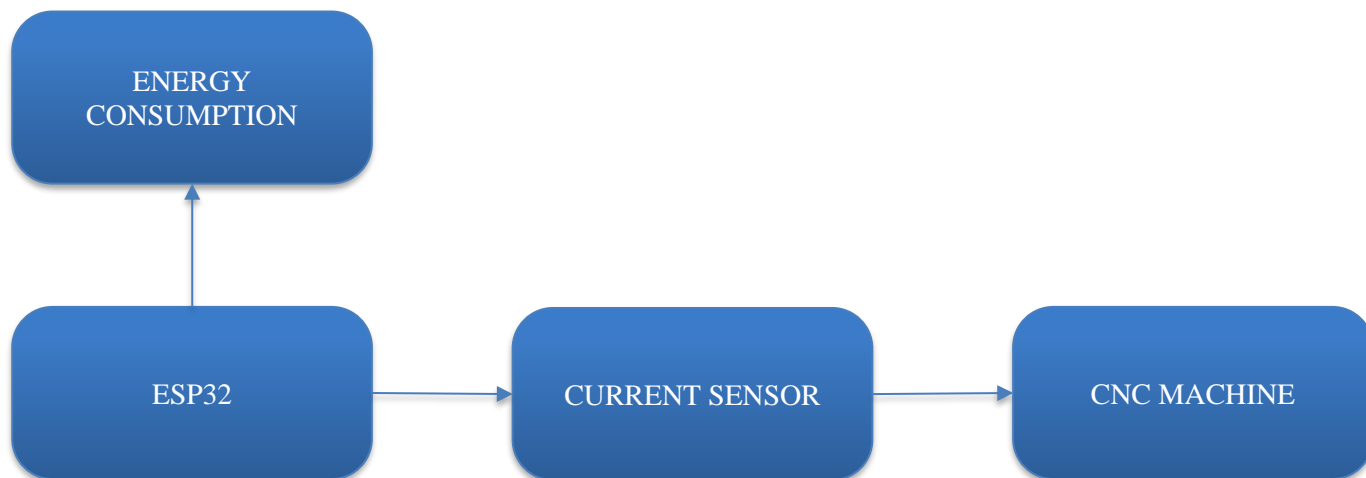 ENERGY
CONSUMPTION
ESP32
CURRENT SENSOR
CNC MACHINE